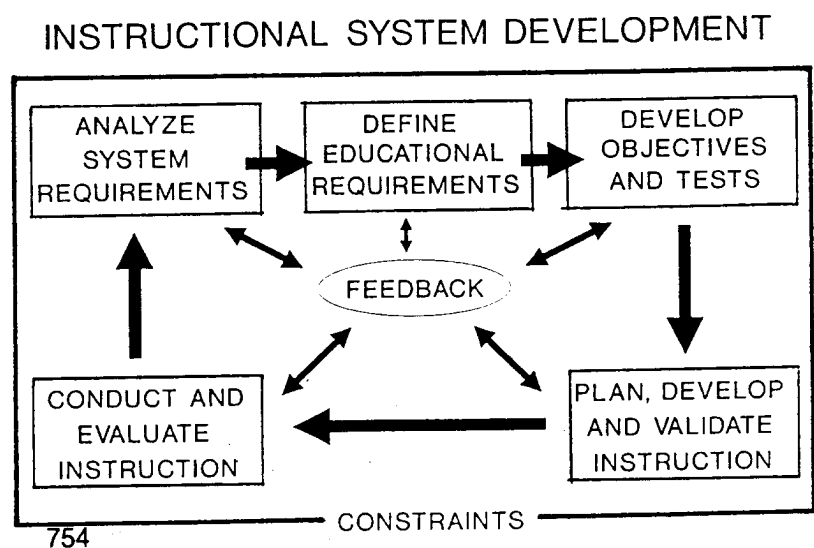 INSTRUCTIONAL SYSTEM DEVELOPMENT
ANALYZE
SYSTEM
REQUIREMENTS
DEFINE
EDUCATIONAL
REQUIREMENTS
DEVELOP
OBJECTIVES
AND TESTS
FEEDBACK
CONDUCT AND
EVALUATE
INSTRUCTION
PLAN, DEVELOP
AND VALIDATE
INSTRUCTION
CONSTRAINTS
754